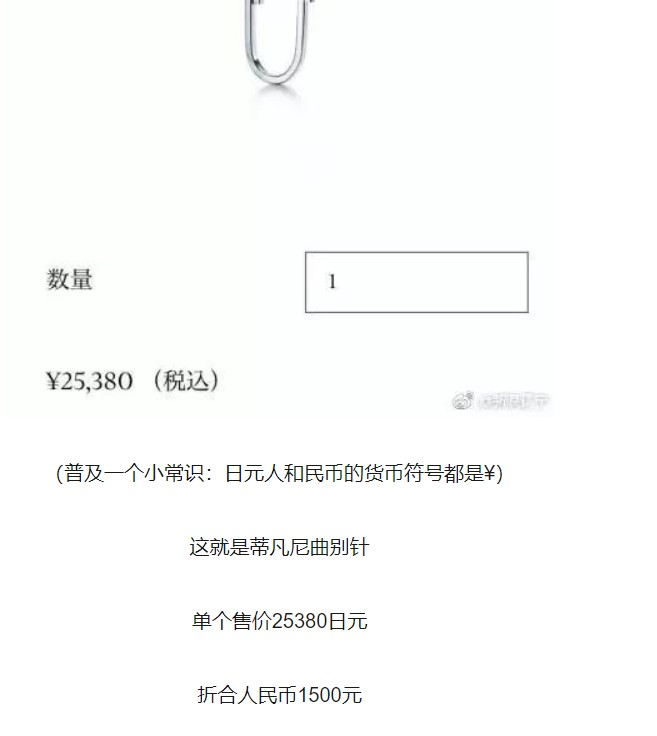 数量
1
¥25,380 （税込）
(普及一个小常识：日元人和民币的货币符号都是¥)
这就是蒂凡尼曲别针
单个售价25380日元
折合人民币1500元